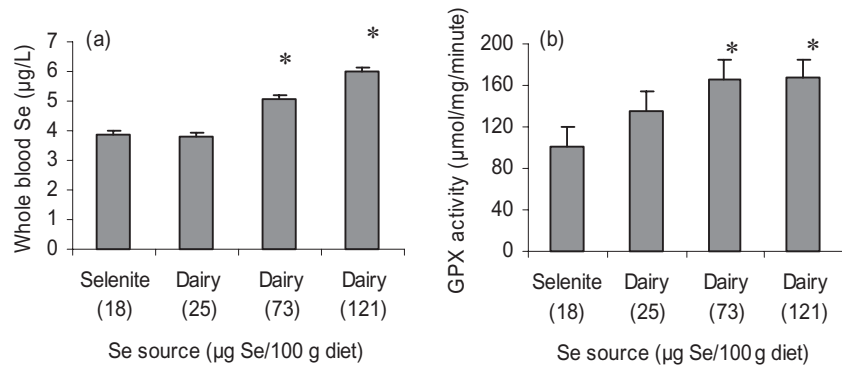 (a)
Whole blood Se (µg/L)
7
6
5
4
3
2
1
0
*
*
Selenite Dairy Dairy Dairy
(18) (25) (73) (121)
Se source (µg Se/100 g diet)
(b)
GPX activity (µmol/mg/minute)
200
160
120
80
40
0
*
*
Selenite Dairy Dairy Dairy
(18) (25) (73) (121)
Se source (µg Se/100 g diet)